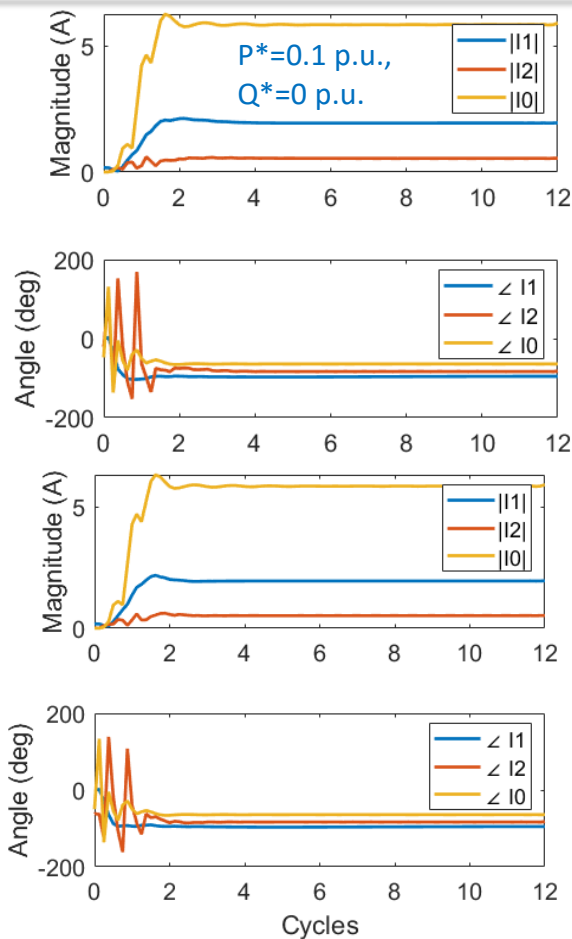 Magnitude (A)
5
0
P*=0.1 p.u.,
Q*=0 p.u.
|I1|
|I2|
|I0|
0 2 4 6 8 10 12
Angle (deg)
200
0
-200
∠ I1
∠ I2
∠ I0
0 2 4 6 8 10 12
Magnitude (A)
5
0
|I1|
|I2|
|I0|
0 2 4 6 8 10 12
Angle (deg)
200
0
-200
∠ I1
∠ I2
∠ I0
0 2 4 6 8 10 12
Cycles